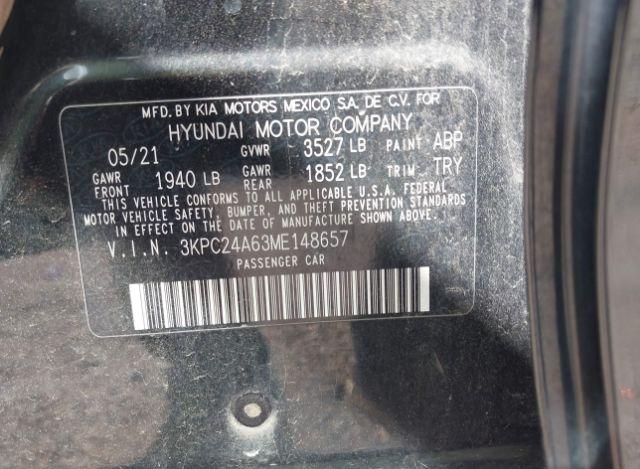 MFD. BY KIA MOTORS MEXICO S.A. DE C.V. FOR
HYUNDAI MOTOR COMPANY
05/21 GVWR 3527 LB PAINT ABP
GAWR FRONT 1940 LB GAWR REAR 1852 LB TRIM TRY
THIS VEHICLE CONFORMS TO ALL APPLICABLE U.S.A. FEDERAL
MOTOR VEHICLE SAFETY, BUMPER, AND THEFT PREVENTION STANDARDS
IN EFFECT ON THE DATE OF MANUFACTURE SHOWN ABOVE.
V.I.N. 3KPC24A63ME148657
PASSENGER CAR